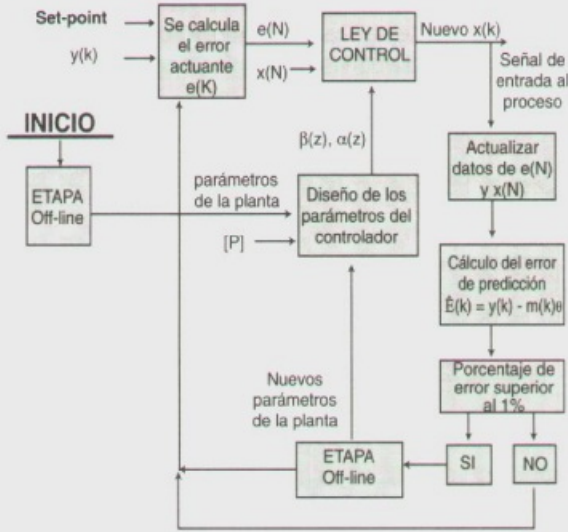 Set-point
y(k)
Se calcula
el error
actuante
e(K)
e(N)
x(N)
LEY DE
CONTROL
Nuevo x(k)
Señal de
entrada al
proceso
INICIO
ETAPA
Off-line
parámetros
de la planta
[P]
β(z), α(z)
Diseño de los
parámetros del
controlador
Actualizar
datos de e(N)
y x(N)
Cálculo del error
de predicción
Ê(k) = y(k) - m(k)θ
Porcentaje de
error superior
al 1%
SI
NO
Nuevos
parámetros
de la planta
ETAPA
Off-line